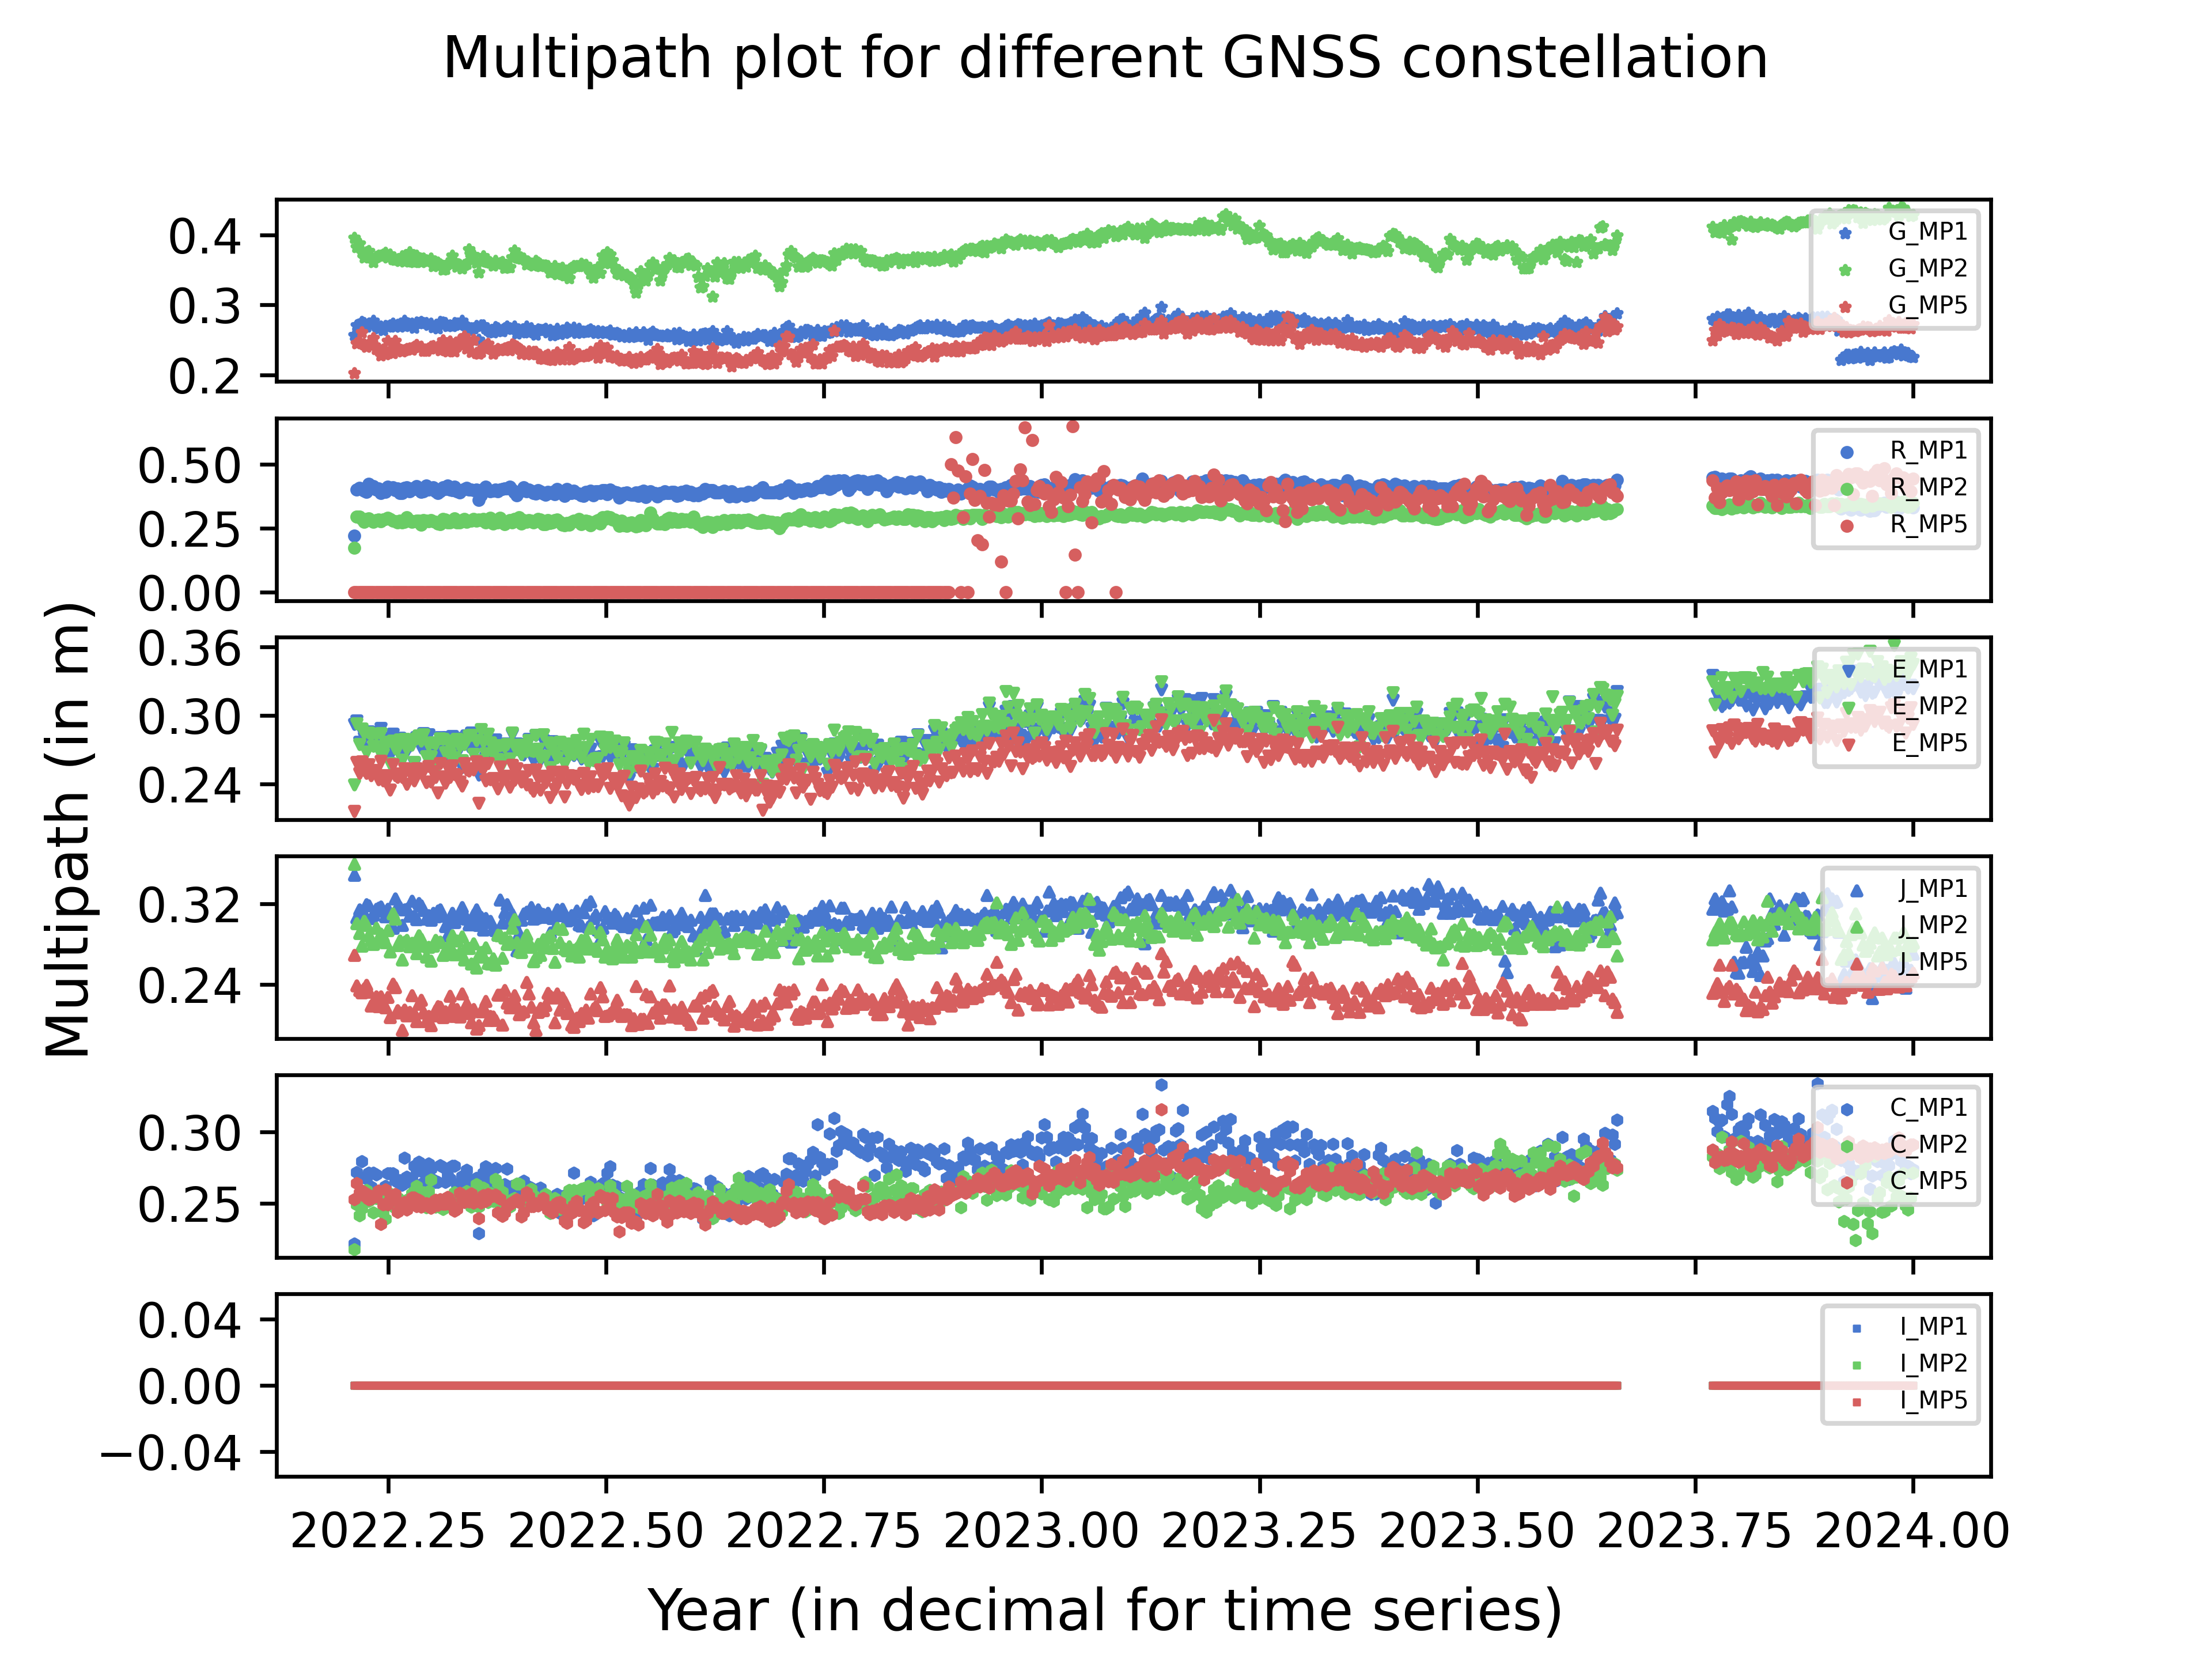 Multipath plot for different GNSS constellation
Multipath (in m)
0.4
0.3
0.2
G_MP1
G_MP2
G_MP5
0.50
0.25
0.00
R_MP1
R_MP2
R_MP5
0.36
0.30
0.24
E_MP1
E_MP2
E_MP5
0.32
0.24
J_MP1
J_MP2
J_MP5
0.30
0.25
C_MP1
C_MP2
C_MP5
0.04
0.00
−0.04
I_MP1
I_MP2
I_MP5
2022.25 2022.50 2022.75 2023.00 2023.25 2023.50 2023.75 2024.00
Year (in decimal for time series)